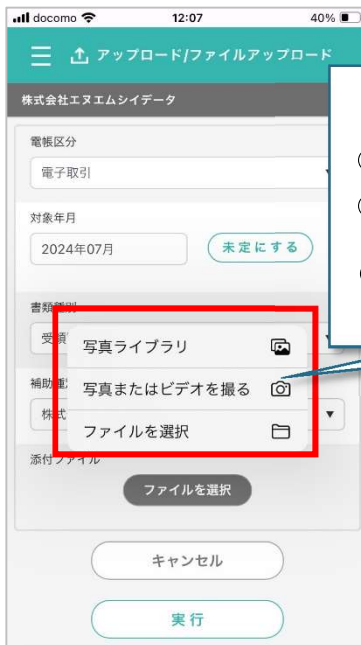 docomo 12:07 40%
アップロード/ファイルアップロード
株式会社エヌエムシイデータ
電帳区分
電子取引
対象年月
2024年07月
未定にする
書類種別
受領
写真ライブラリ
補助
写真またはビデオを撮る
株式
ファイルを選択
添付ファイル
ファイルを選択
キャンセル
実行